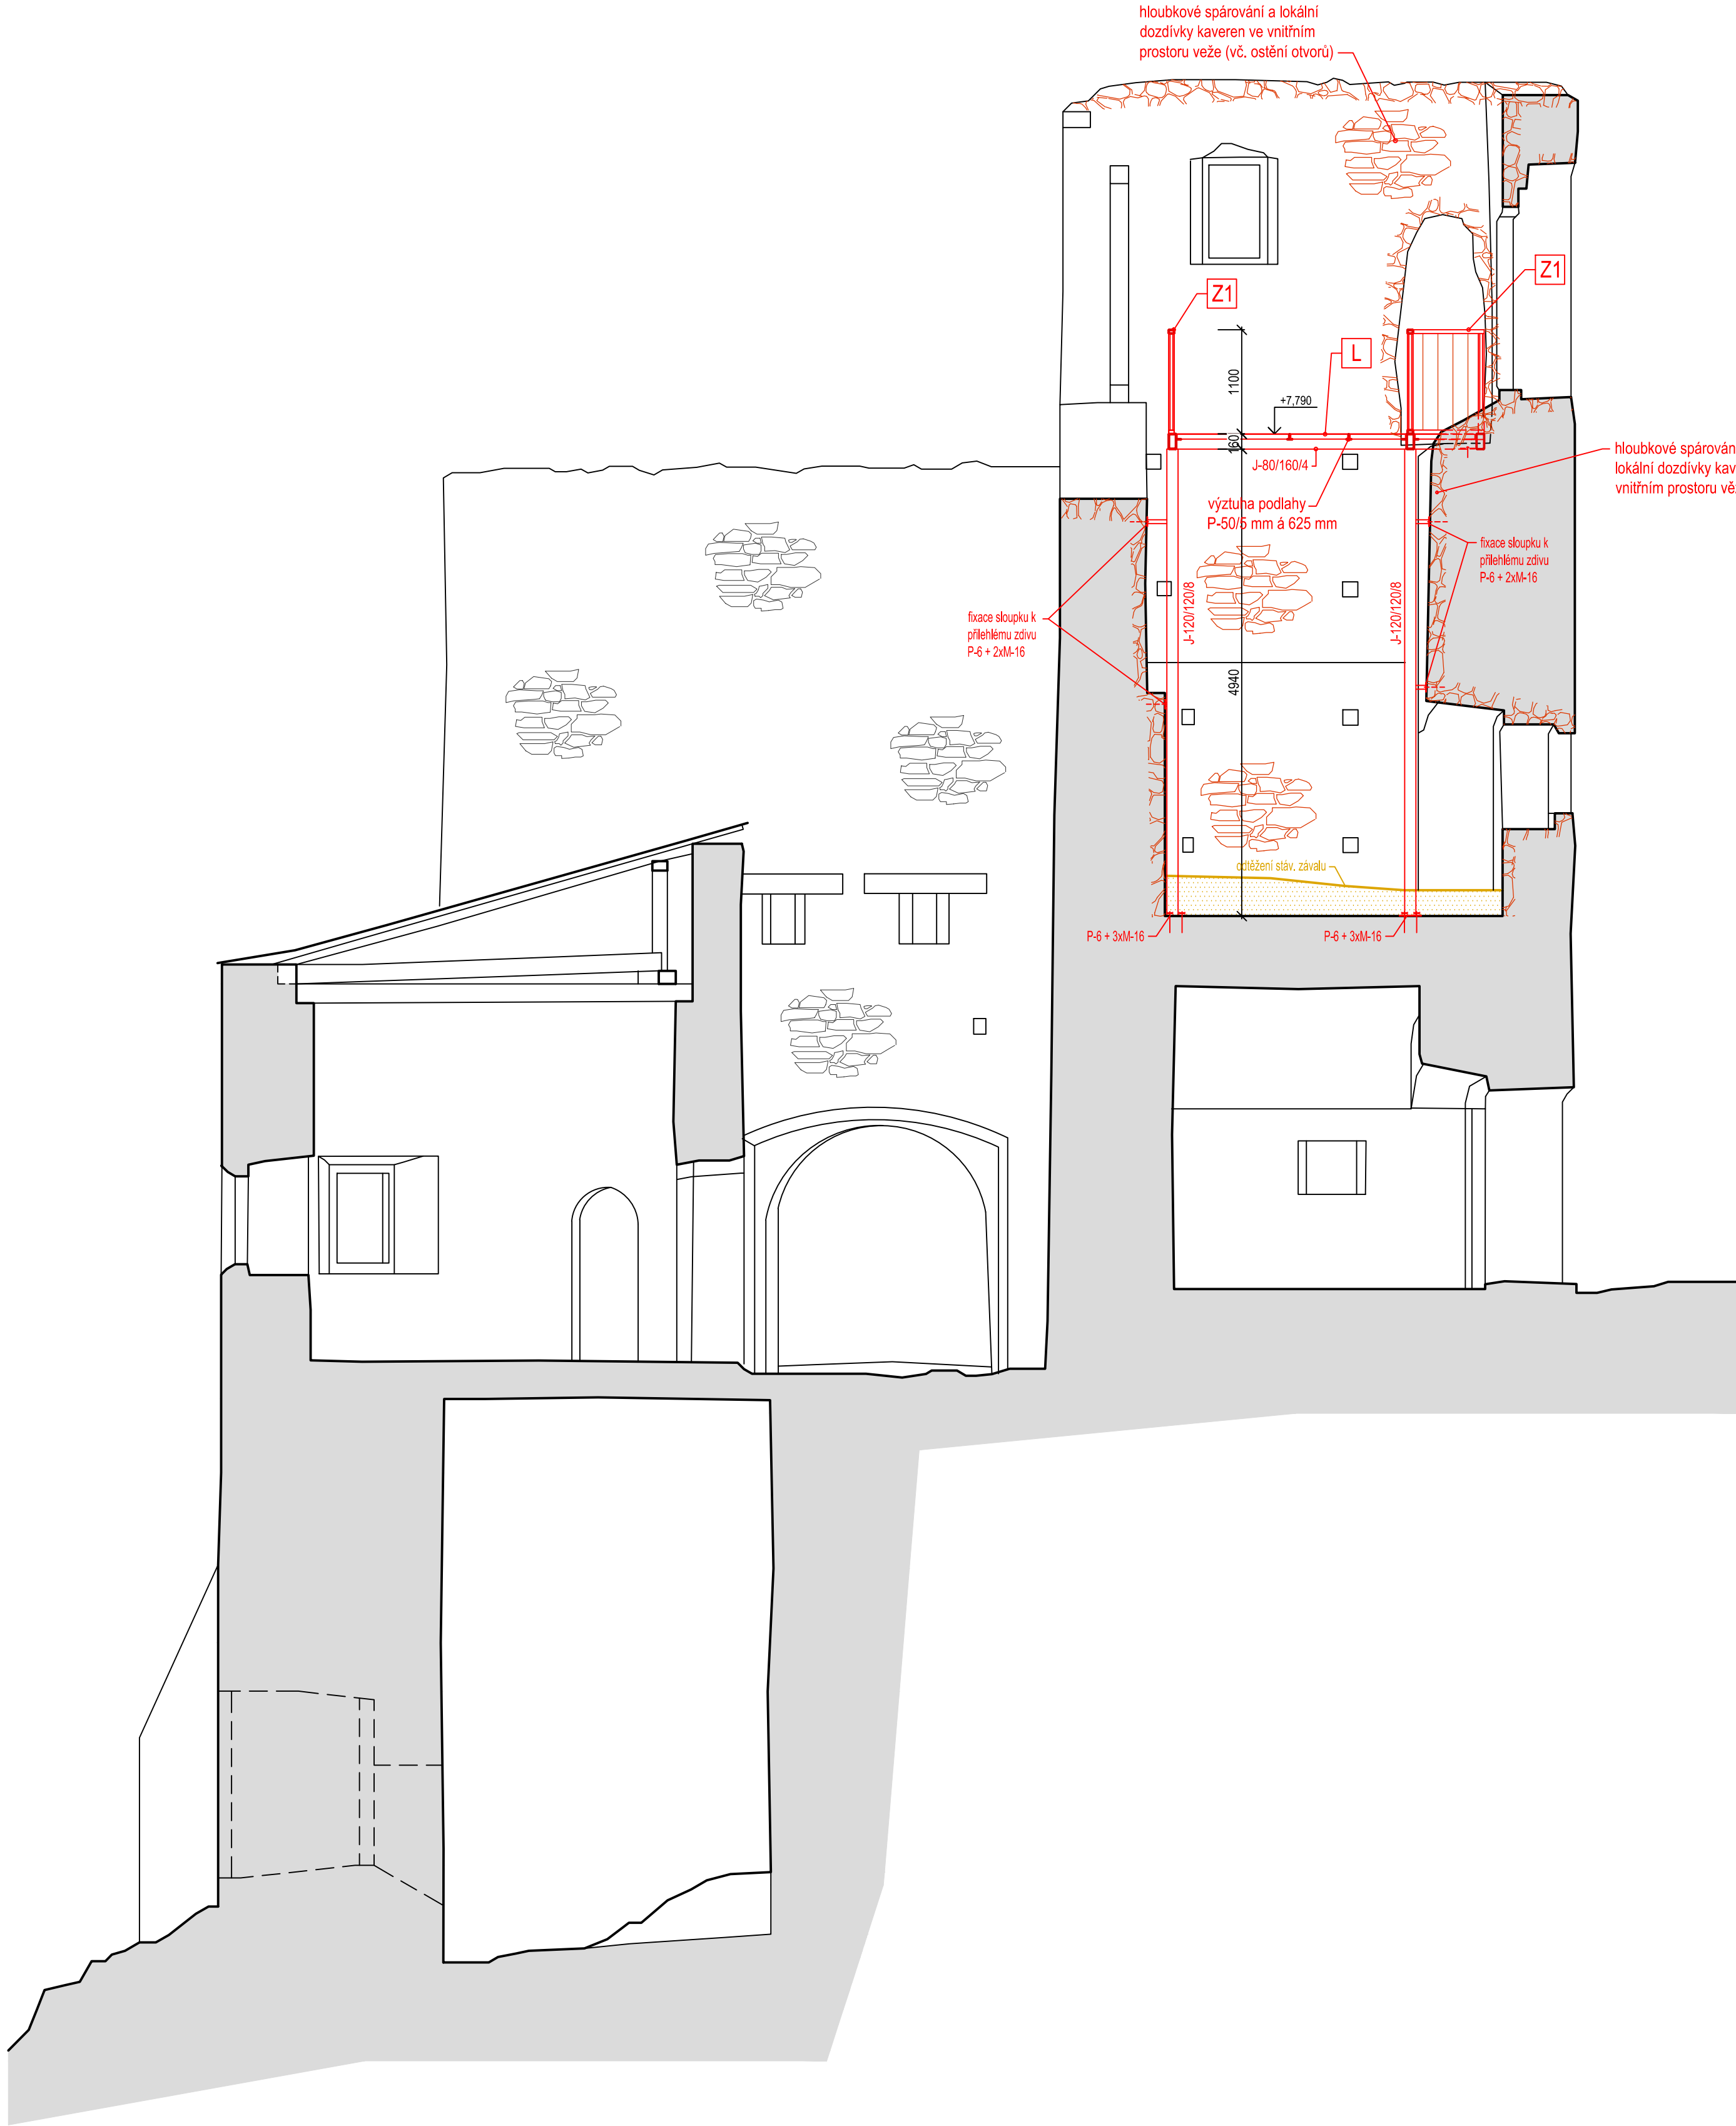 hloubkové spárování a lokální
dozdívky kaveren ve vnitřním
prostoru veže (vč. ostění otvorů)
Z1
Z1
L
1100
+7,790
160
J-80/160/4
výztuha podlahy
P-50/5 mm á 625 mm
hloubkové spárován
lokální dozdívky kav
vnitřním prostoru vě
fixace sloupku k
přilehlému zdivu
P-6 + 2xM-16
J-120/120/8
J-120/120/8
fixace sloupku k
přilehlému zdivu
P-6 + 2xM-16
4940
odtěžení stáv. závalu
P-6 + 3xM-16
P-6 + 3xM-16